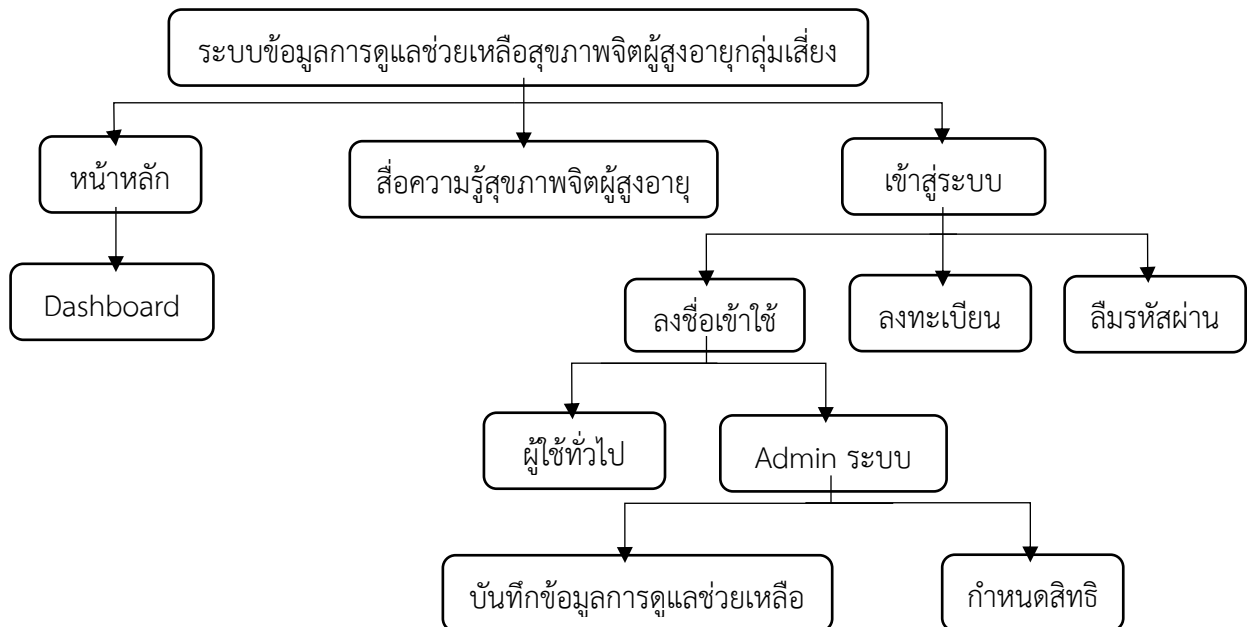 ระบบข้อมูลการดูแลช่วยเหลือสุขภาพจิตผู้สูงอายุกลุ่มเสี่ยง
หน้าหลัก
สื่อความรู้สุขภาพจิตผู้สูงอายุ
เข้าสู่ระบบ
Dashboard
ลงชื่อเข้าใช้
ลงทะเบียน
ลืมรหัสผ่าน
ผู้ใช้ทั่วไป
Admin ระบบ
บันทึกข้อมูลการดูแลช่วยเหลือ
กำหนดสิทธิ